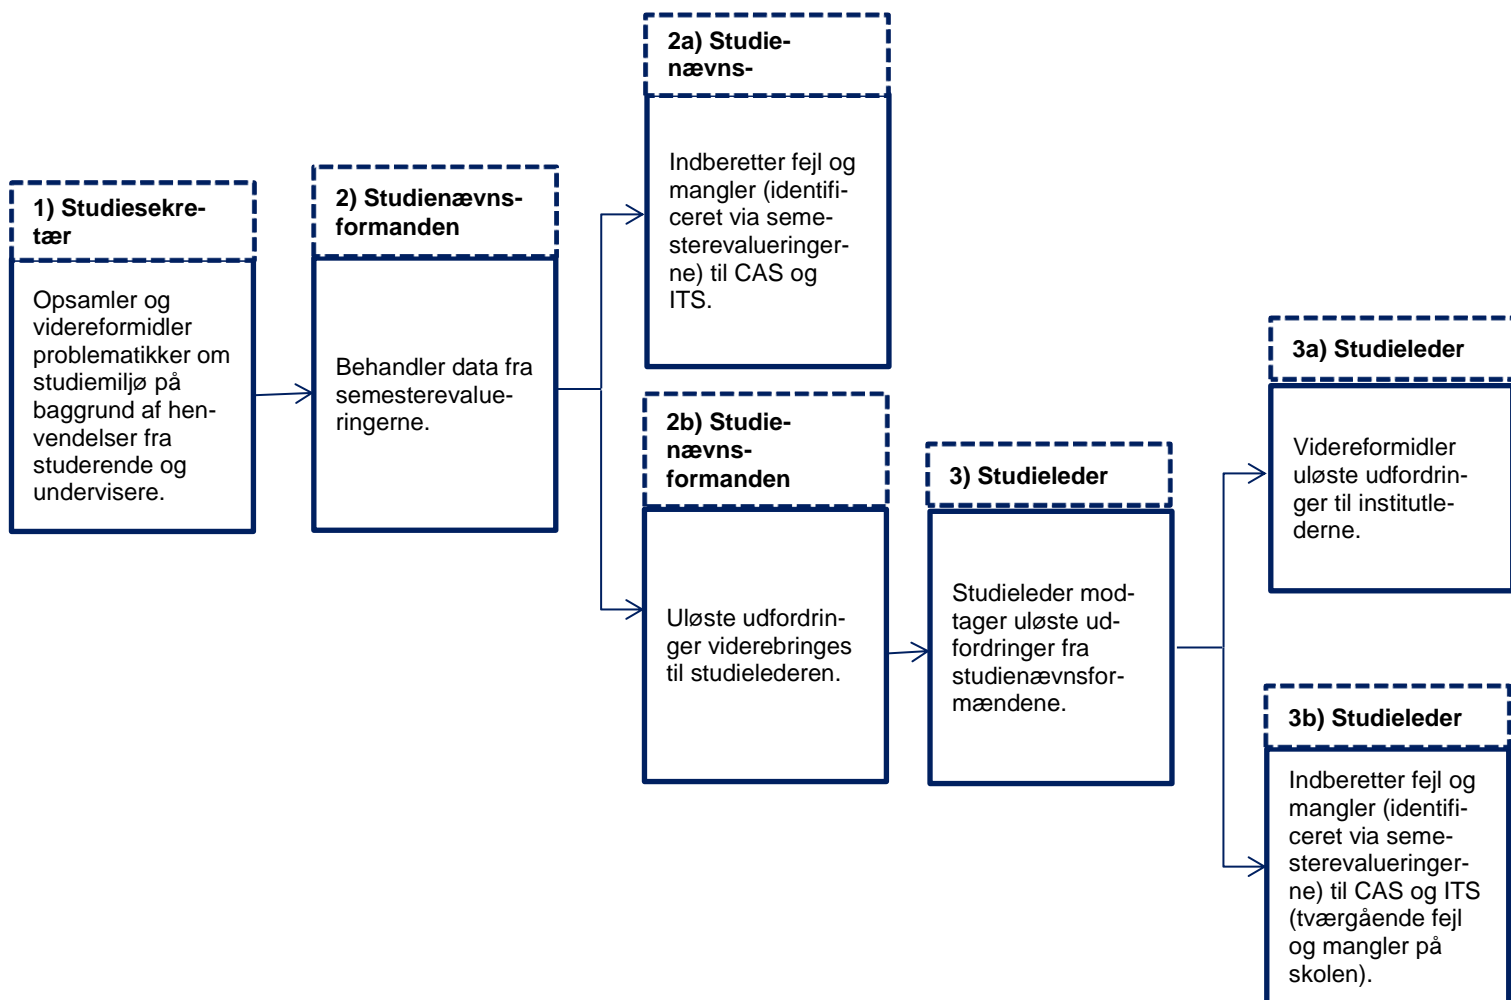 1) Studiesekre-
tær
Opsamler og
videreformidler
problematikker om
studiemiljø på
baggrund af hen-
vendelser fra
studerende og
undervisere.
2) Studienævns-
formanden
Behandler data fra
semesterevalue-
ringerne.
2a) Studie-
nævns-
Indberetter fejl og
mangler (identifi-
ceret via seme-
sterevalueringer-
ne) til CAS og
ITS.
2b) Studie-
nævns-
formanden
Uløste udfordrin-
ger viderebringes
til studielederen.
3) Studieleder
Studieleder mod-
tager uløste ud-
fordringer fra
studienævnsfor-
mændene.
3a) Studieleder
Videreformidler
uløste udfordrin-
ger til institutle-
derne.
3b) Studieleder
Indberetter fejl og
mangler (identifi-
ceret via seme-
sterevalueringer-
ne) til CAS og ITS
(tværgående fejl
og mangler på
skolen).